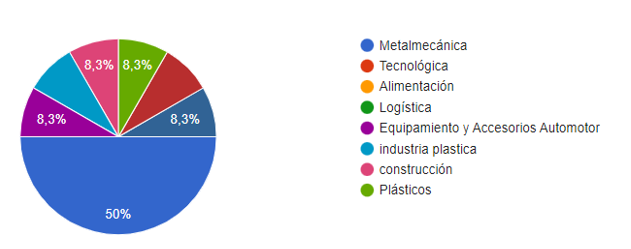 8,3%
8,3%
8,3%
8,3%
50%
Metalmecánica
Tecnológica
Alimentación
Logística
Equipamiento y Accesorios Automotor
industria plastica
construcción
Plásticos